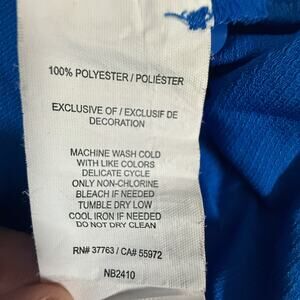 100% POLYESTER / POLIÉSTER
EXCLUSIVE OF / EXCLUSIF DE
DECORATION
MACHINE WASH COLD
WITH LIKE COLORS
DELICATE CYCLE
ONLY NON-CHLORINE
BLEACH IF NEEDED
TUMBLE DRY LOW
COOL IRON IF NEEDED
DO NOT DRY CLEAN
RN# 37763 / CA# 55972
NB2410